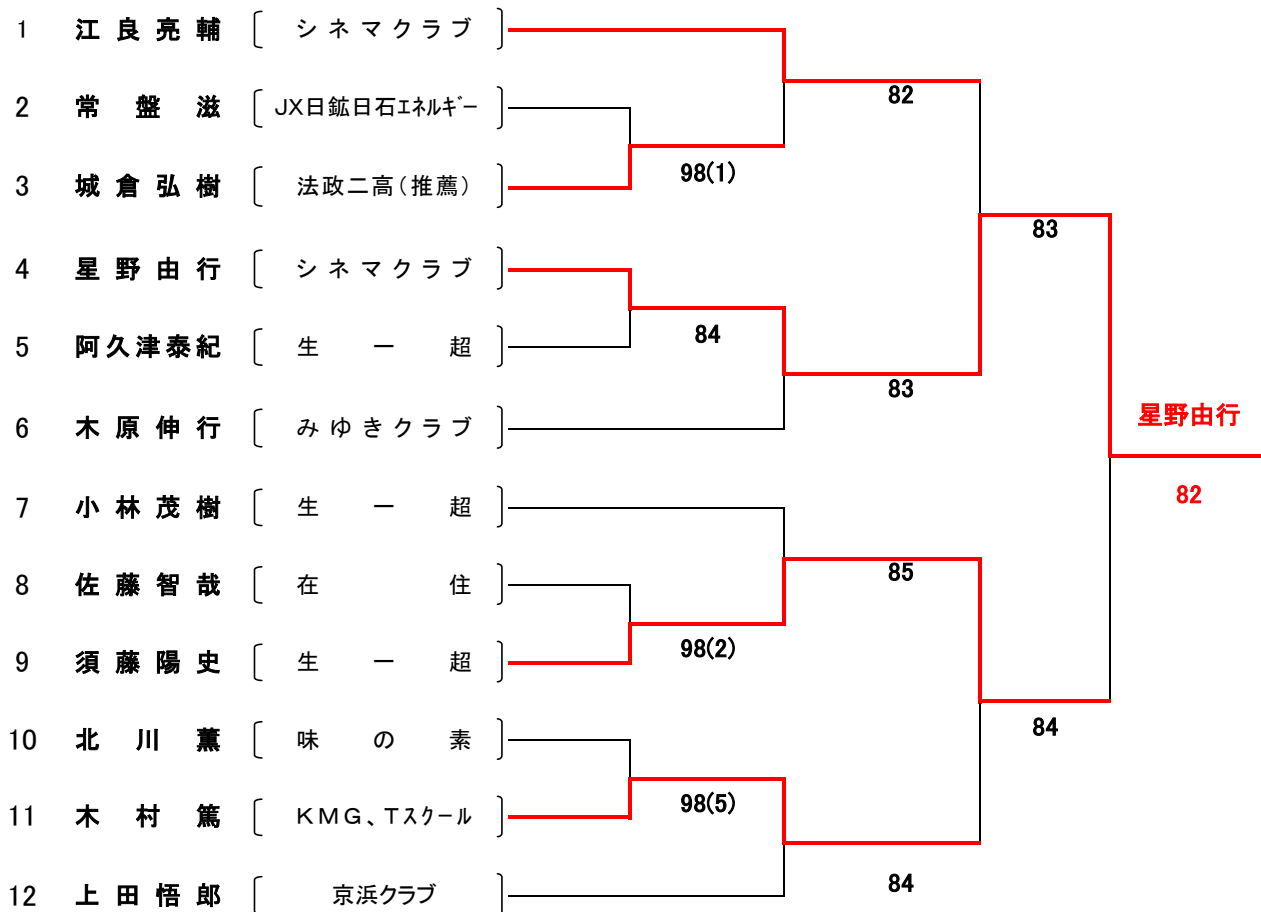 1 江良亮輔 〔 シネマクラブ 〕
82
2 常盤滋 〔 JX日鉱日石エネルギー 〕
98(1)
3 城倉弘樹 〔 法政二高(推薦) 〕
83
4 星野由行 〔 シネマクラブ 〕
84
5 阿久津泰紀 〔 生一超 〕
83
6 木原伸行 〔 みゆきクラブ 〕
星野由行
82
7 小林茂樹 〔 生一超 〕
85
8 佐藤智哉 〔 在住 〕
98(2)
9 須藤陽史 〔 生一超 〕
84
10 北川薫 〔 味の素 〕
98(5)
11 木村篤 〔 KMG、Tスクール 〕
84
12 上田悟郎 〔 京浜クラブ 〕